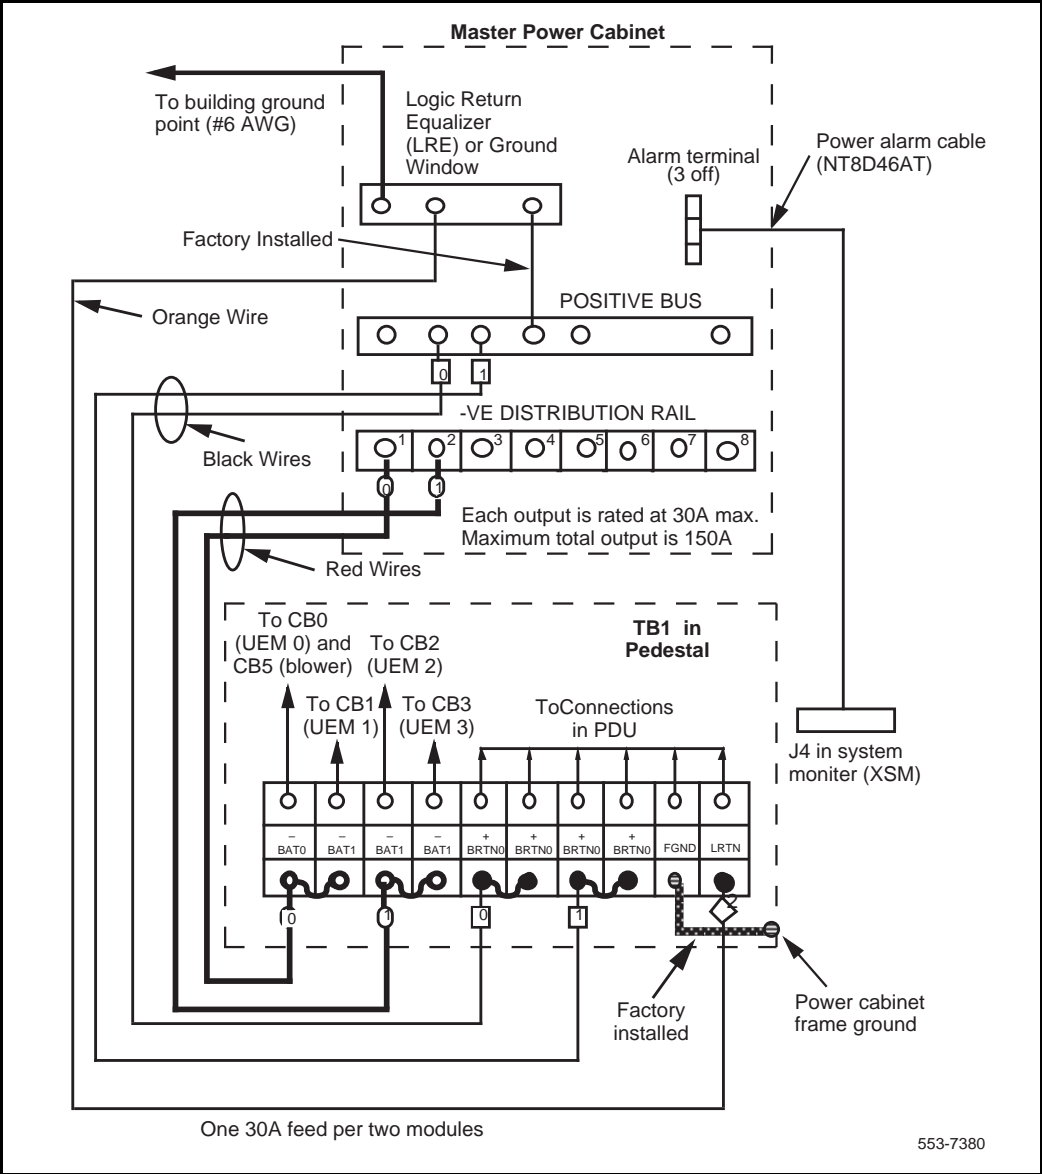 Master Power Cabinet
To building ground
point (#6 AWG)
Logic Return
Equalizer
(LRE) or Ground
Window
Alarm terminal
(3 off)
Power alarm cable
(NT8D46AT)
Factory Installed
Orange Wire
POSITIVE BUS
0 1
-VE DISTRIBUTION RAIL
Black Wires
1 2 3 4 5 6 7 8
0 1
Each output is rated at 30A max.
Maximum total output is 150A
Red Wires
To CB0
(UEM 0) and
CB5 (blower)
To CB2
(UEM 2)
TB1 in
Pedestal
To CB1
(UEM 1)
To CB3
(UEM 3)
ToConnections
in PDU
J4 in system
moniter (XSM)
– – – – + + + +
BAT0 BAT1 BAT1 BAT1 BRTN0 BRTN0 BRTN0 BRTN0 FGND LRTN
0 1 0 1 2
Factory
installed
Power cabinet
frame ground
One 30A feed per two modules
553-7380